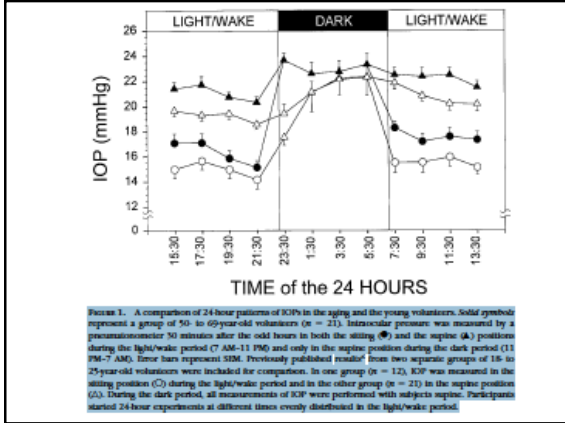 LIGHT/WAKE DARK LIGHT/WAKE
26
24
22
20
18
16
14
12
0
IOP (mmHg)
15:30 17:30 19:30 21:30 23:30 1:30 3:30 5:30 7:30 9:30 11:30 13:30
TIME of the 24 HOURS
FIGURE 1. A comparison of 24-hour patterns of IOPs in the aging and the young volunteers. Solid symbols
represent a group of 50- to 69-year-old volunteers (n = 21). Intraocular pressure was measured by a
pneumatonometer 30 minutes after the odd hours in both the sitting (●) and the supine (▲) positions
during the light/wake period (7 AM–11 PM) and only in the supine position during the dark period (11
PM–7 AM). Error bars represent SEM. Previously published results from two separate groups of 18- to
25-year-old volunteers were included for comparison. In one group (n = 12), IOP was measured in the
sitting position (○) during the light/wake period and in the other group (n = 21) in the supine position
(△). During the dark period, all measurements of IOP were performed with subjects supine. Participants
started 24-hour experiments at different times evenly distributed in the light/wake period.